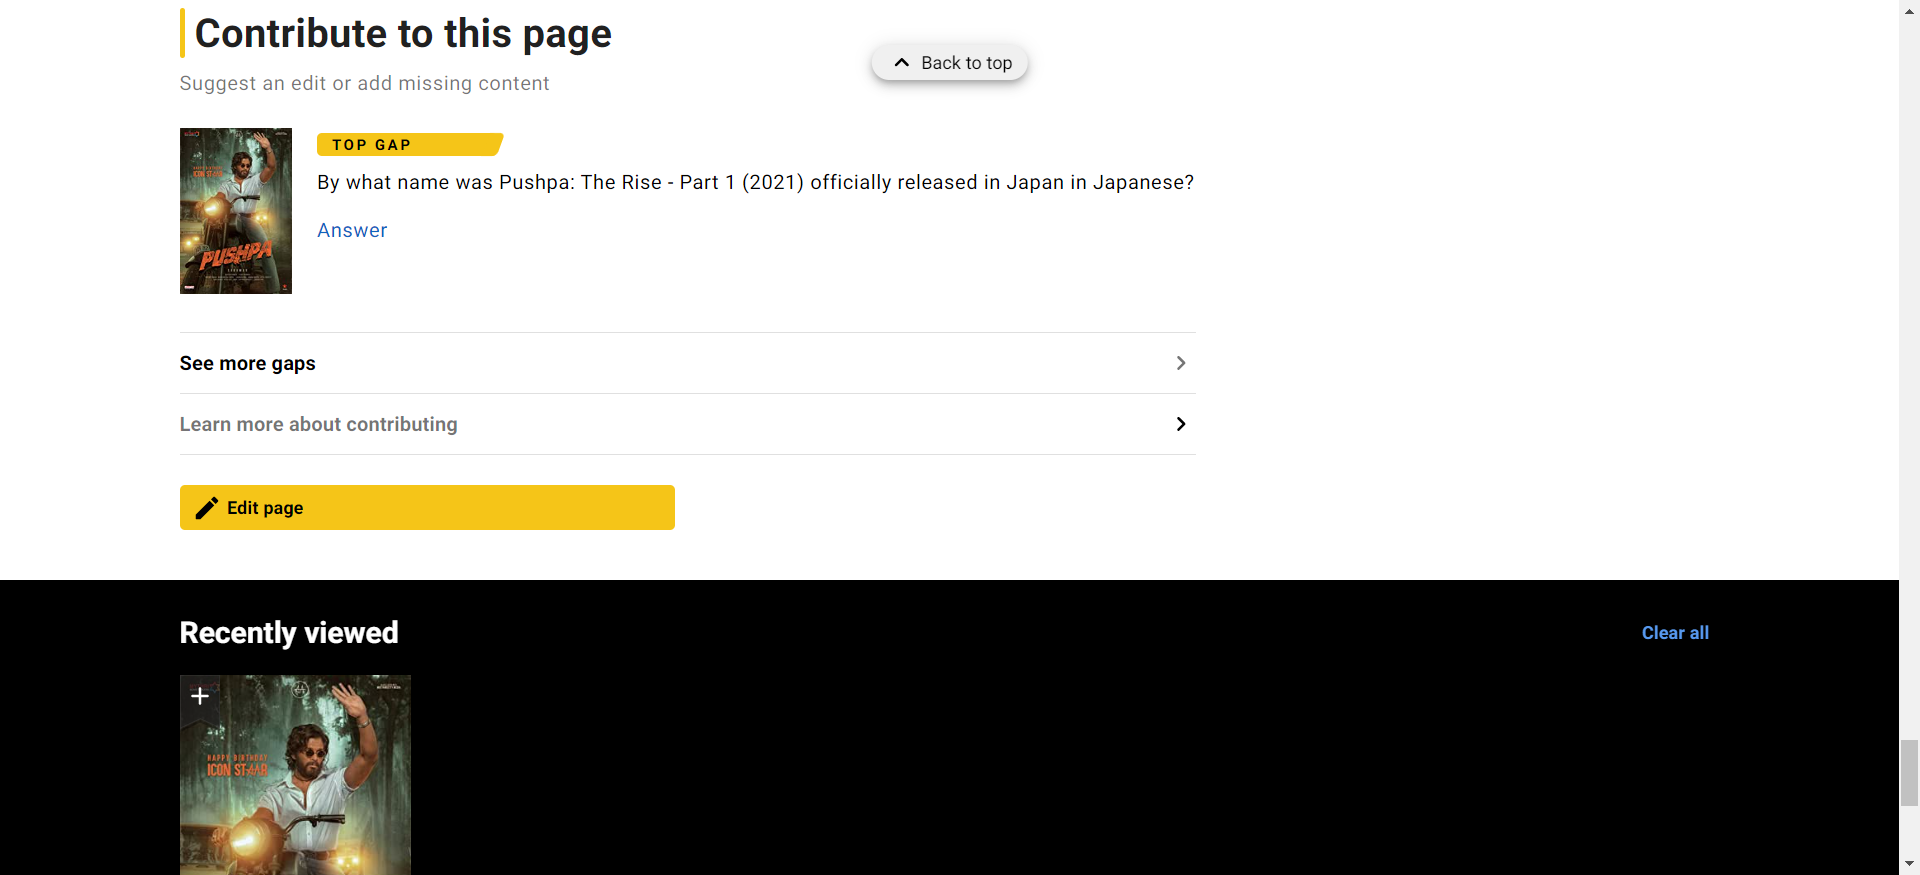 Contribute to this page
Back to top
Suggest an edit or add missing content
TOP GAP
By what name was Pushpa: The Rise - Part 1 (2021) officially released in Japan in Japanese?
Answer
PUSHPA
See more gaps
Learn more about contributing
Edit page
Recently viewed
Clear all
HAPPY BIRTHDAY
ICON STAAR